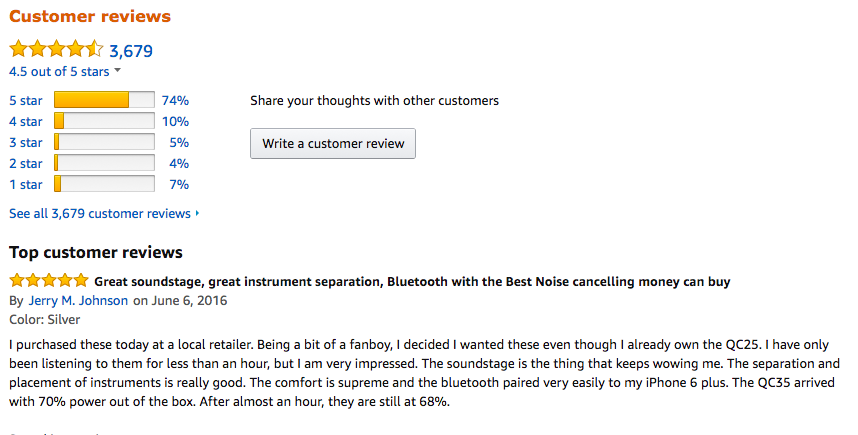 Customer reviews
3,679
4.5 out of 5 stars
5 star 74%
4 star 10%
3 star 5%
2 star 4%
1 star 7%
Share your thoughts with other customers
Write a customer review
See all 3,679 customer reviews
Top customer reviews
Great soundstage, great instrument separation, Bluetooth with the Best Noise cancelling money can buy
By Jerry M. Johnson on June 6, 2016
Color: Silver
I purchased these today at a local retailer. Being a bit of a fanboy, I decided I wanted these even though I already own the QC25. I have only
been listening to them for less than an hour, but I am very impressed. The soundstage is the thing that keeps wowing me. The separation and
placement of instruments is really good. The comfort is supreme and the bluetooth paired very easily to my iPhone 6 plus. The QC35 arrived
with 70% power out of the box. After almost an hour, they are still at 68%.